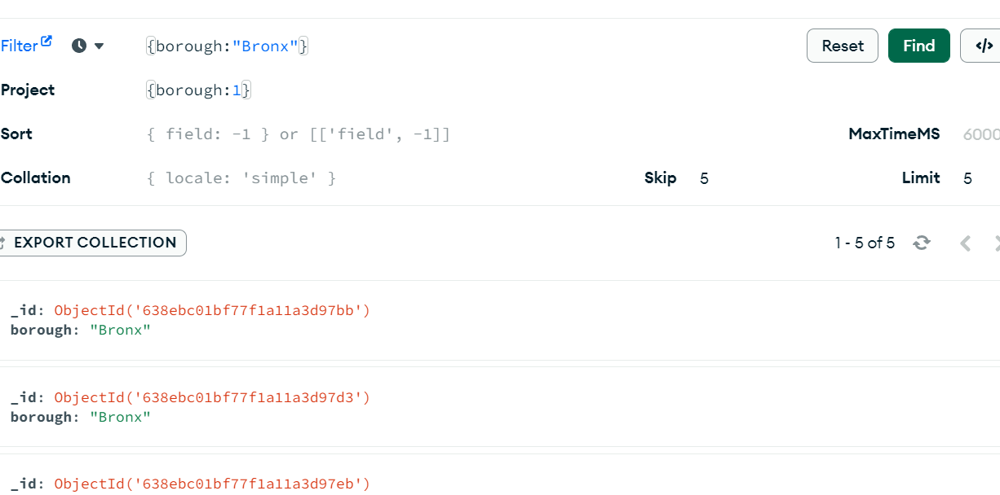 Filter {borough:"Bronx"} Reset Find </>
Project {borough:1}
Sort { field: -1 } or [['field', -1]] MaxTimeMS 6000
Collation { locale: 'simple' } Skip 5 Limit 5
EXPORT COLLECTION 1 - 5 of 5
_id: ObjectId('638ebc01bf77f1a11a3d97bb')
borough: "Bronx"
_id: ObjectId('638ebc01bf77f1a11a3d97d3')
borough: "Bronx"
_id: ObjectId('638ebc01bf77f1a11a3d97eb')